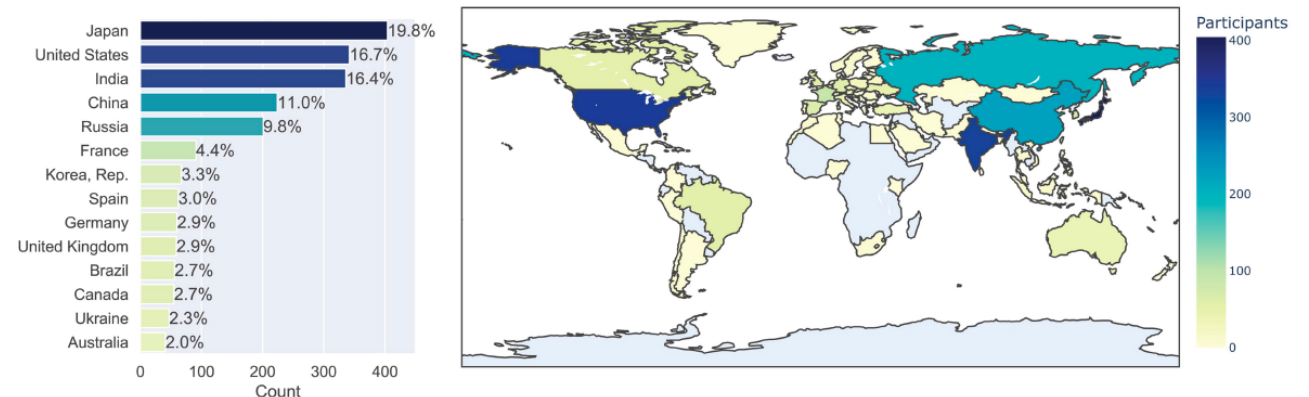 Japan 19.8%
United States 16.7%
India 16.4%
China 11.0%
Russia 9.8%
France 4.4%
Korea, Rep. 3.3%
Spain 3.0%
Germany 2.9%
United Kingdom 2.9%
Brazil 2.7%
Canada 2.7%
Ukraine 2.3%
Australia 2.0%
0 100 200 300 400
Count
Participants
400
300
200
100
0